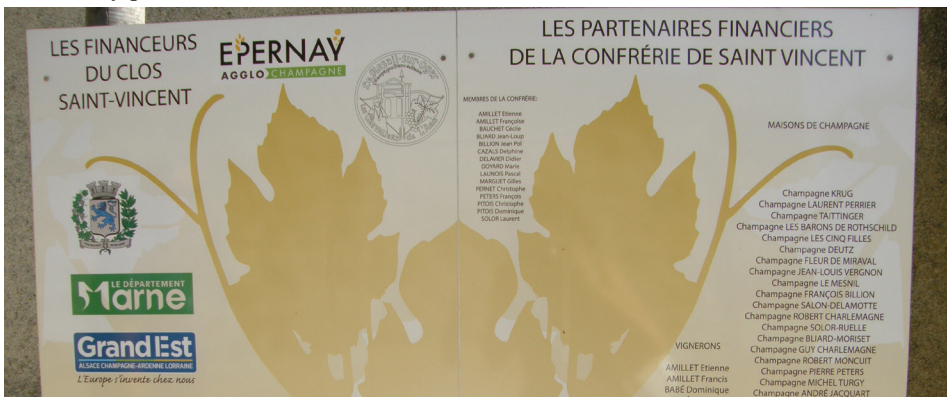 LES FINANCEURS
DU CLOS
SAINT-VINCENT
EPERNAY
AGGLO CHAMPAGNE
LE DÉPARTEMENT
Marne
Grand Est
ALSACE CHAMPAGNE-ARDENNE LORRAINE
L'Europe s'invente chez nous
LES PARTENAIRES FINANCIERS
DE LA CONFRÉRIE DE SAINT VINCENT
MEMBRES DE LA CONFRÉRIE:
AMILLET Etienne
AMILLET Françoise
BAUCHET Cécile
BLIARD Jean-Loup
BILLION Jean Pol
CAZALS Delphine
DELAVIER Didier
DOYARD Marie
LAUNOIS Pascal
MARGUET Gilles
PERNET Christophe
PETERS François
PITOIS Christophe
PITOIS Dominique
SOLOR Laurent
VIGNERONS
AMILLET Etienne
AMILLET Francis
BABÉ Dominique
MAISONS DE CHAMPAGNE
Champagne KRUG
Champagne LAURENT PERRIER
Champagne TAITTINGER
Champagne LES BARONS DE ROTHSCHILD
Champagne LES CINQ FILLES
Champagne DEUTZ
Champagne FLEUR DE MIRAVAL
Champagne JEAN-LOUIS VERGNON
Champagne LE MESNIL
Champagne FRANÇOIS BILLION
Champagne SALON-DELAMOTTE
Champagne ROBERT CHARLEMAGNE
Champagne SOLOR-RUELLE
Champagne BLIARD-MORISET
Champagne GUY CHARLEMAGNE
Champagne ROBERT MONCUIT
Champagne PIERRE PETERS
Champagne MICHEL TURGY
Champagne ANDRÉ JACQUART